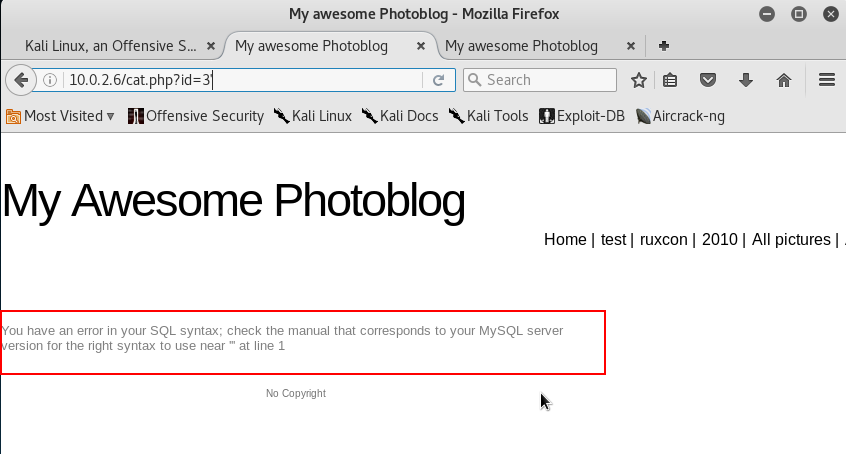 My awesome Photoblog - Mozilla Firefox
Kali Linux, an Offensive S... My awesome Photoblog My awesome Photoblog
10.0.2.6/cat.php?id=3' Search
Most Visited Offensive Security Kali Linux Kali Docs Kali Tools Exploit-DB Aircrack-ng
My Awesome Photoblog
Home | test | ruxcon | 2010 | All pictures |
You have an error in your SQL syntax; check the manual that corresponds to your MySQL server
version for the right syntax to use near ''' at line 1
No Copyright